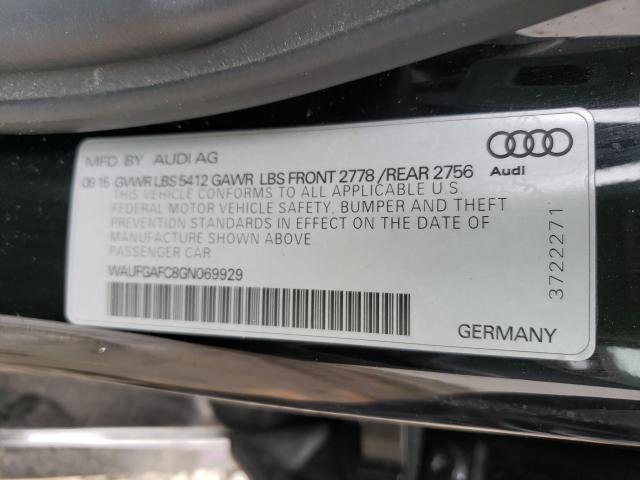 MFD. BY AUDI AG
09 15 GVWR LBS 5412 GAWR LBS FRONT 2778 /REAR 2756
THIS VEHICLE CONFORMS TO ALL APPLICABLE U.S.
FEDERAL MOTOR VEHICLE SAFETY, BUMPER AND THEFT
PREVENTION STANDARDS IN EFFECT ON THE DATE OF
MANUFACTURE SHOWN ABOVE
PASSENGER CAR
WAUFGAFC8GN069929
Audi
37222271
GERMANY